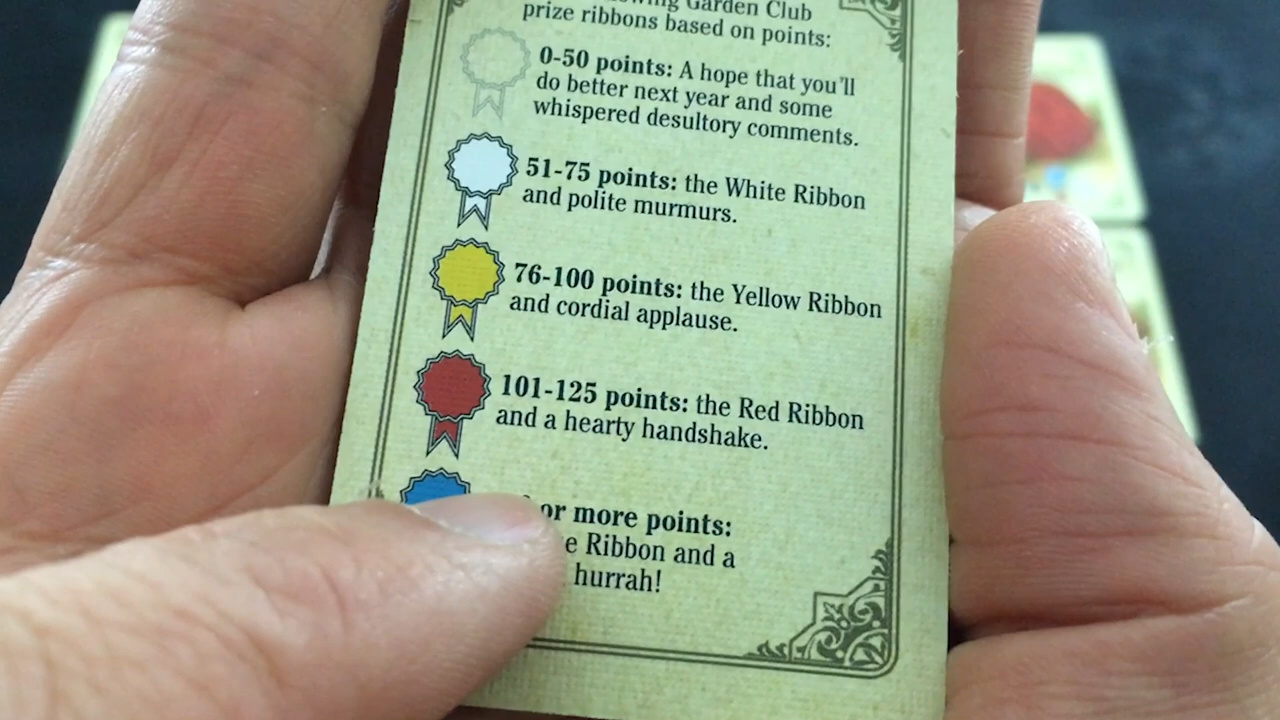 Garden Club
prize ribbons based on points:
0-50 points: A hope that you'll
do better next year and some
whispered desultory comments.
51-75 points: the White Ribbon
and polite murmurs.
76-100 points: the Yellow Ribbon
and cordial applause.
101-125 points: the Red Ribbon
and a hearty handshake.
or more points:
Ribbon and a
hurrah!